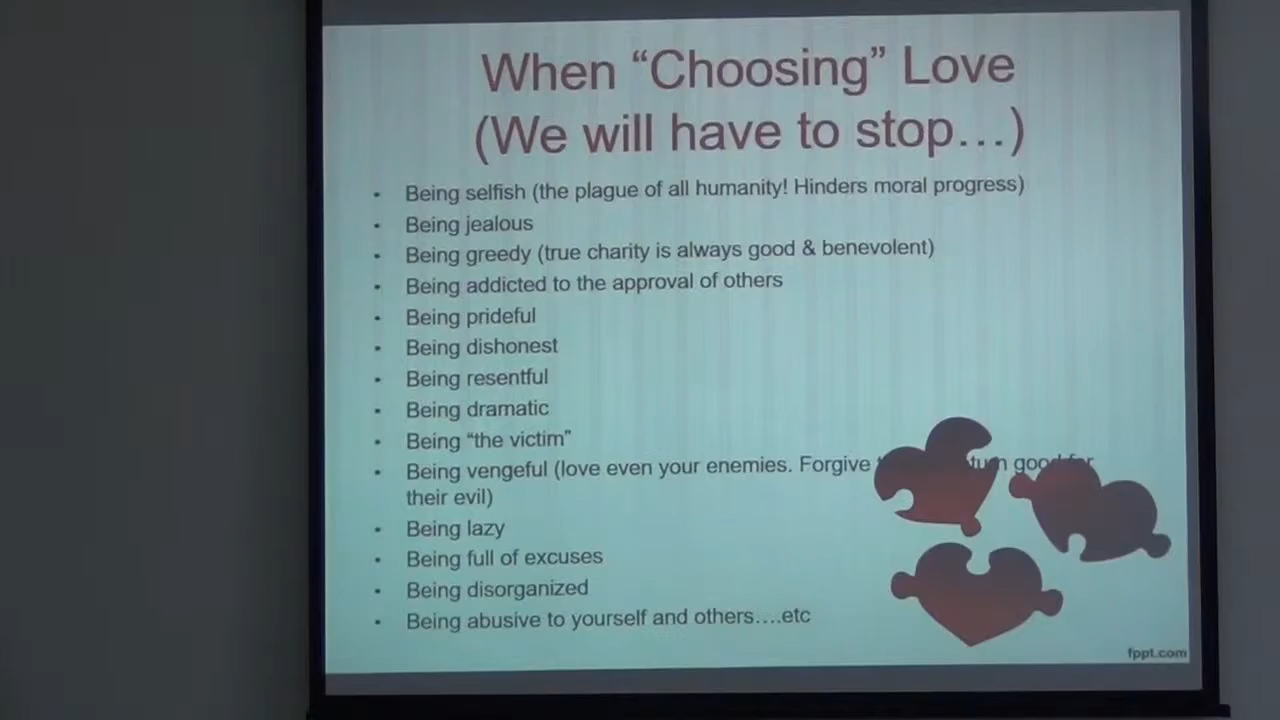 When “Choosing” Love
(We will have to stop…)
• Being selfish (the plague of all humanity! Hinders moral progress)
• Being jealous
• Being greedy (true charity is always good & benevolent)
• Being addicted to the approval of others
• Being prideful
• Being dishonest
• Being resentful
• Being dramatic
• Being “the victim”
• Being vengeful (love even your enemies. Forgive good for
their evil)
• Being lazy
• Being full of excuses
• Being disorganized
• Being abusive to yourself and others….etc
fppt.com